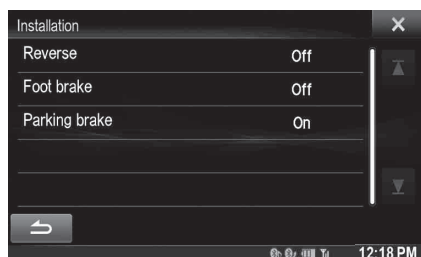 Installation
Reverse Off
Foot brake Off
Parking brake On
12:18 PM